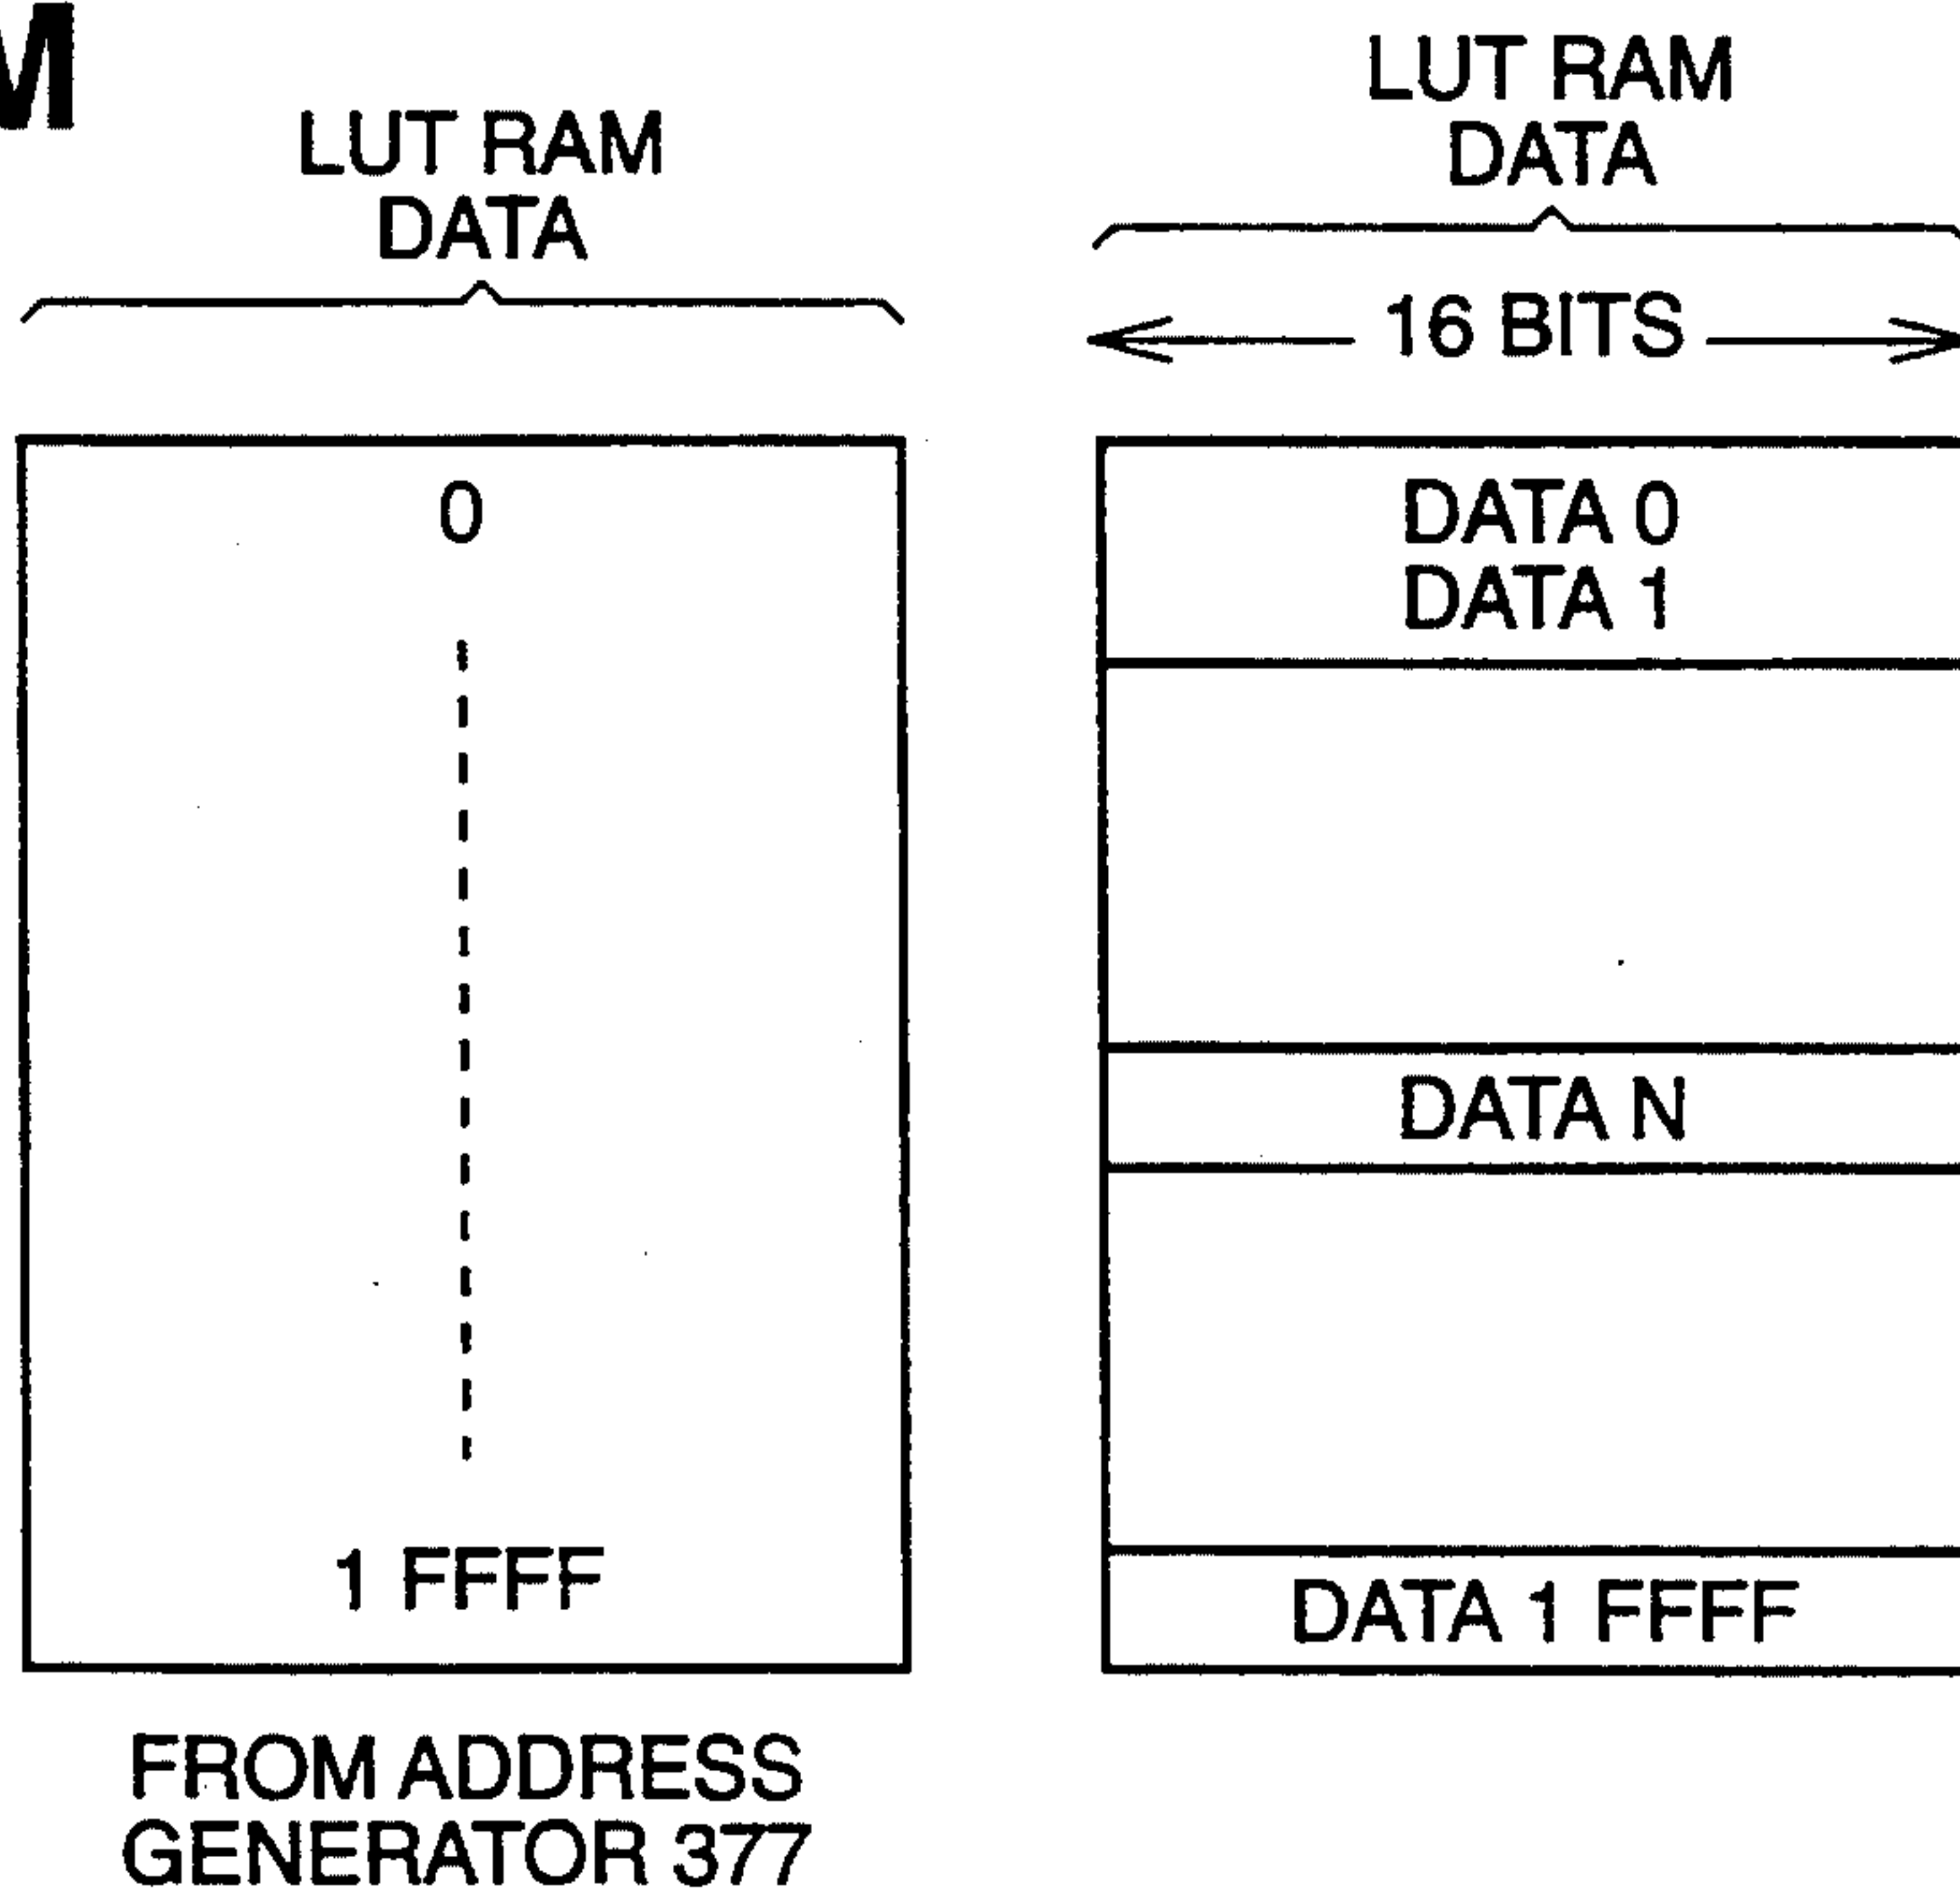 M
LUT RAM
DATA
0
1 FFFF
FROM ADDRESS
GENERATOR 377
LUT RAM
DATA
16 BITS
DATA 0
DATA 1
DATA N
DATA 1 FFFF